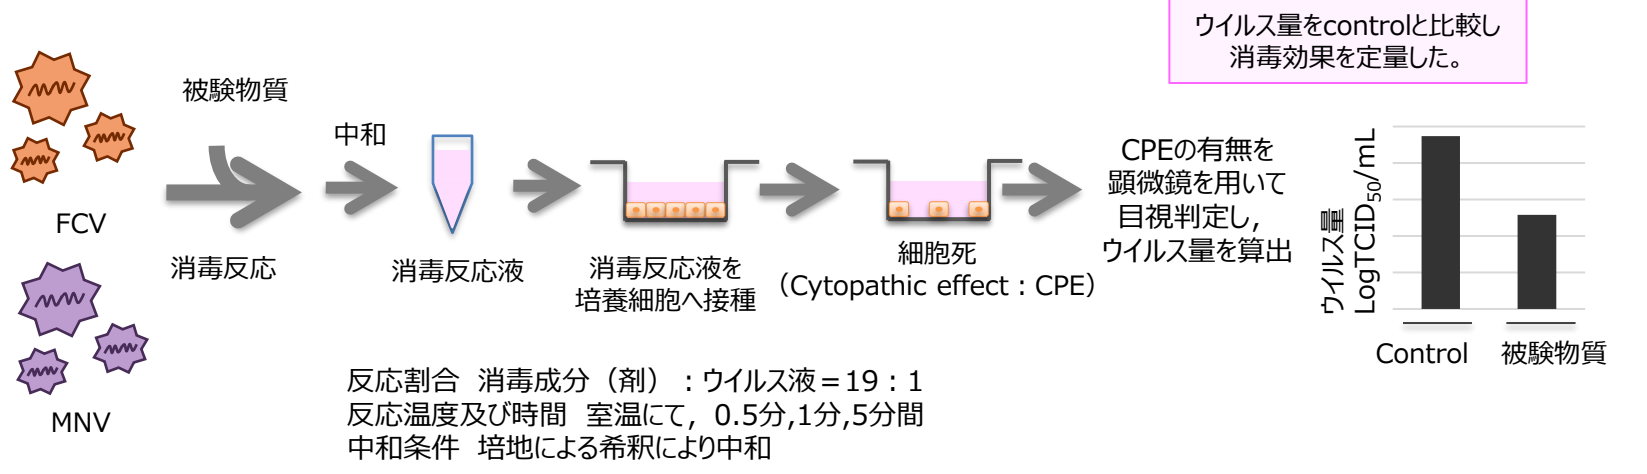 ウイルス量をcontrolと比較し
消毒効果を定量した。
被験物質
中和
FCV
消毒反応
消毒反応液
消毒反応液を
培養細胞へ接種
細胞死
（Cytopathic effect：CPE）
CPEの有無を
顕微鏡を用いて
目視判定し，
ウイルス量を算出
ウイルス量
LogTCID50/mL
Control
被験物質
MNV
反応割合 消毒成分（剤）：ウイルス液＝19：1
反応温度及び時間 室温にて，0.5分,1分,5分間
中和条件 培地による希釈により中和